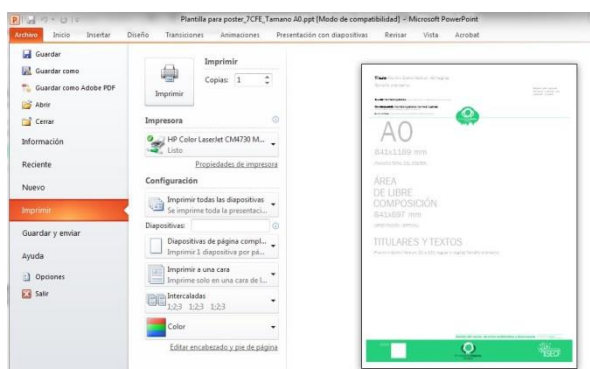 Plantilla para poster_7CFE_Tamano A0.ppt [Modo de compatibilidad] - Microsoft PowerPoint
Archivo Inicio Insertar Diseño Transiciones Animaciones Presentación con diapositivas Revisar Vista Acrobat
Guardar
Guardar como
Guardar como Adobe PDF
Abrir
Cerrar
Información
Reciente
Nuevo
Imprimir
Guardar y enviar
Ayuda
Opciones
Salir
Imprimir
Copias: 1
Imprimir
Impresora
HP Color LaserJet CM4730 M...
Listo
Propiedades de impresora
Configuración
Imprimir todas las diapositivas
Se imprime toda la presentaci...
Diapositivas:
Diapositivas de página compl...
Imprimir 1 diapositiva por pá...
Imprimir a una cara
Imprime solo en una cara de l...
Intercaladas
1;2;3 1;2;3 1;2;3
Color
Editar encabezado y pie de página
A0
841x1189 mm
ÁREA
DE LIBRE
COMPOSICIÓN
841x697 mm
TITULARES Y TEXTOS